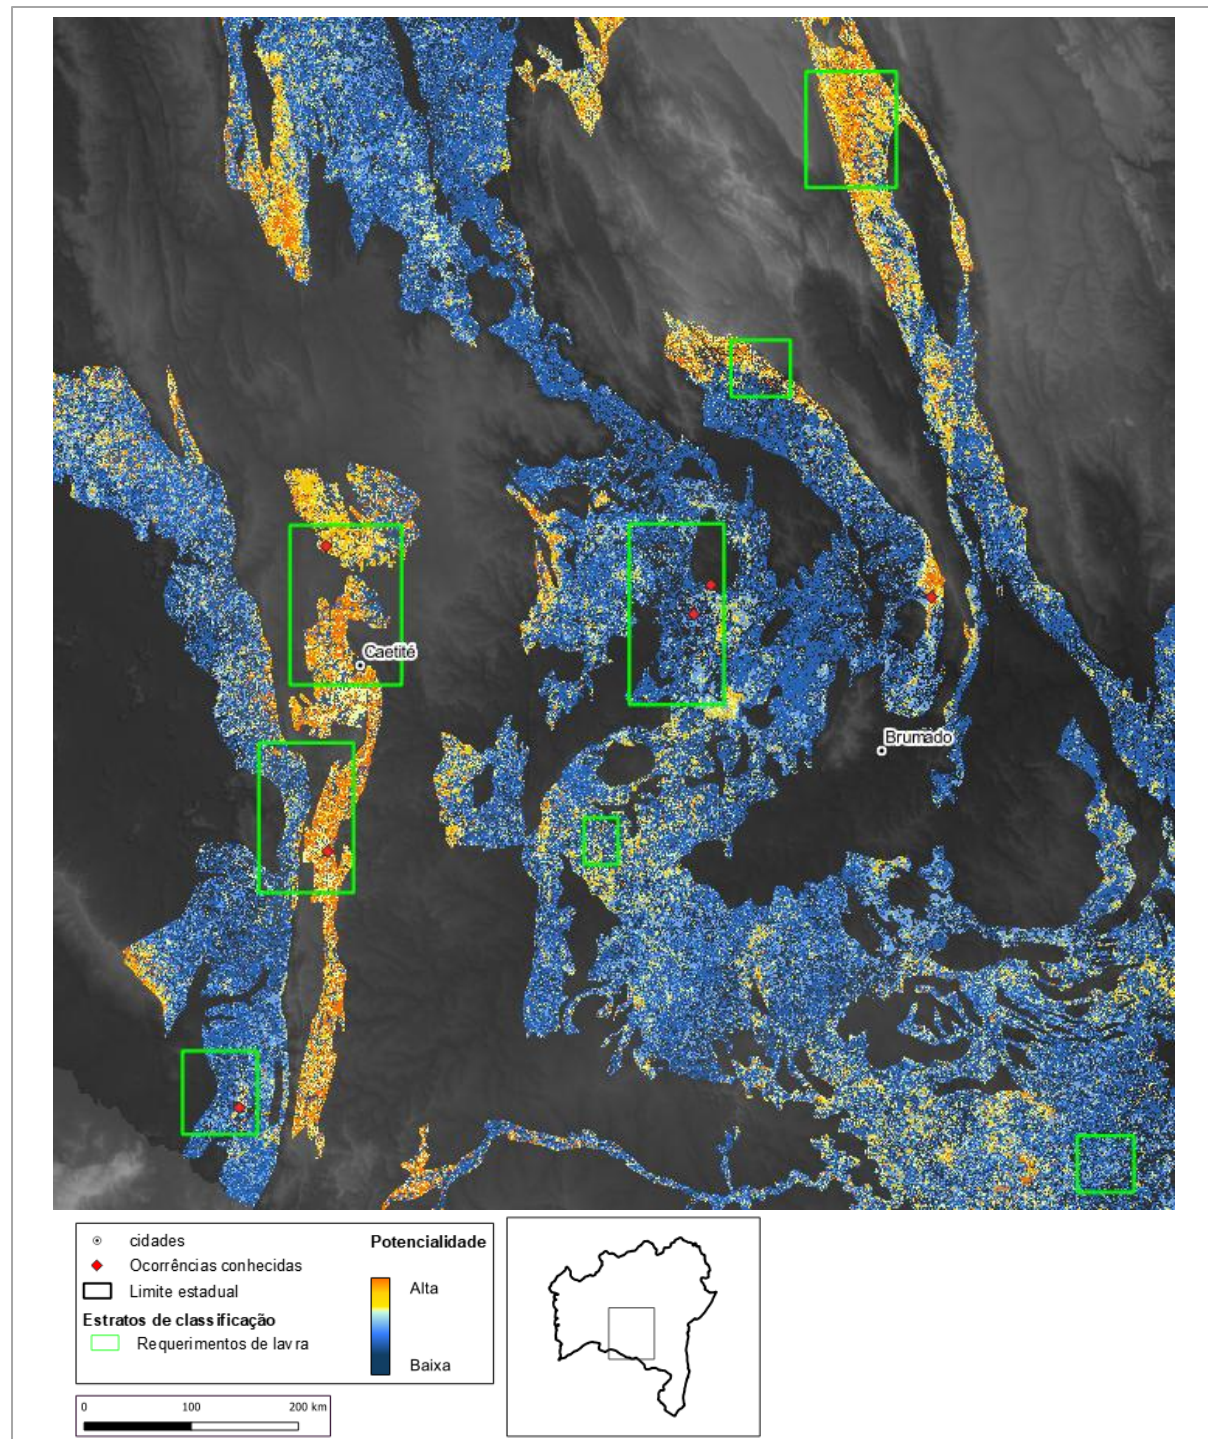 Caetité
Brumado
cidades
Ocorrências conhecidas
Limite estadual
Estratos de classificação
Requerimentos de lavra
Potencialidade
Alta
Baixa
0 100 200 km